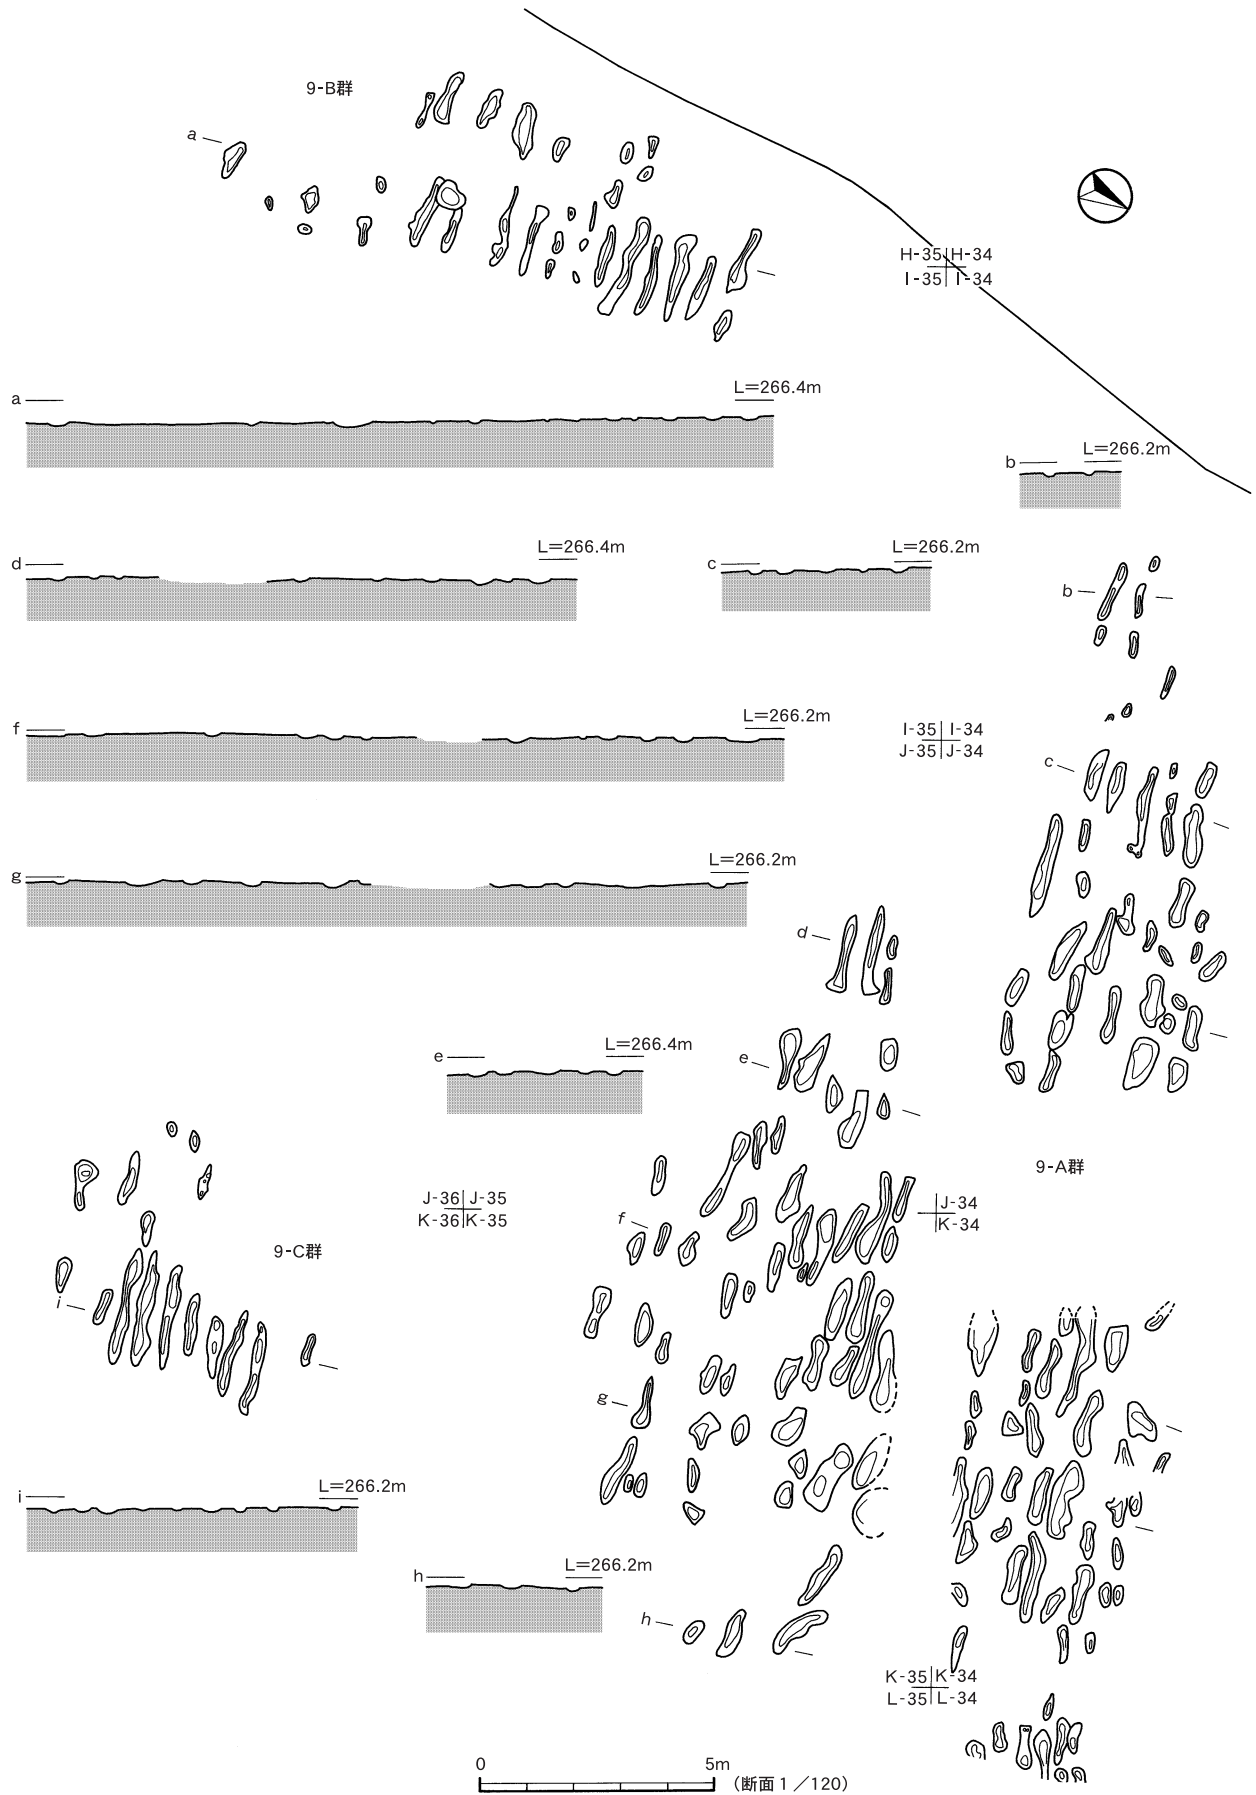 9-B群
a
H-35 H-34
I-35 I-34
L=266.4m
a
L=266.2m
b
L=266.4m
d
L=266.2m
c
b
L=266.2m
f
I-35 I-34
J-35 J-34
c
L=266.2m
g
d
L=266.4m
e
e
9-A群
J-36 J-35
K-36 K-35
J-34
K-34
f
9-C群
i
g
L=266.2m
i
L=266.2m
h
h
K-35 K-34
L-35 L-34
0 5m
(断面1/120)